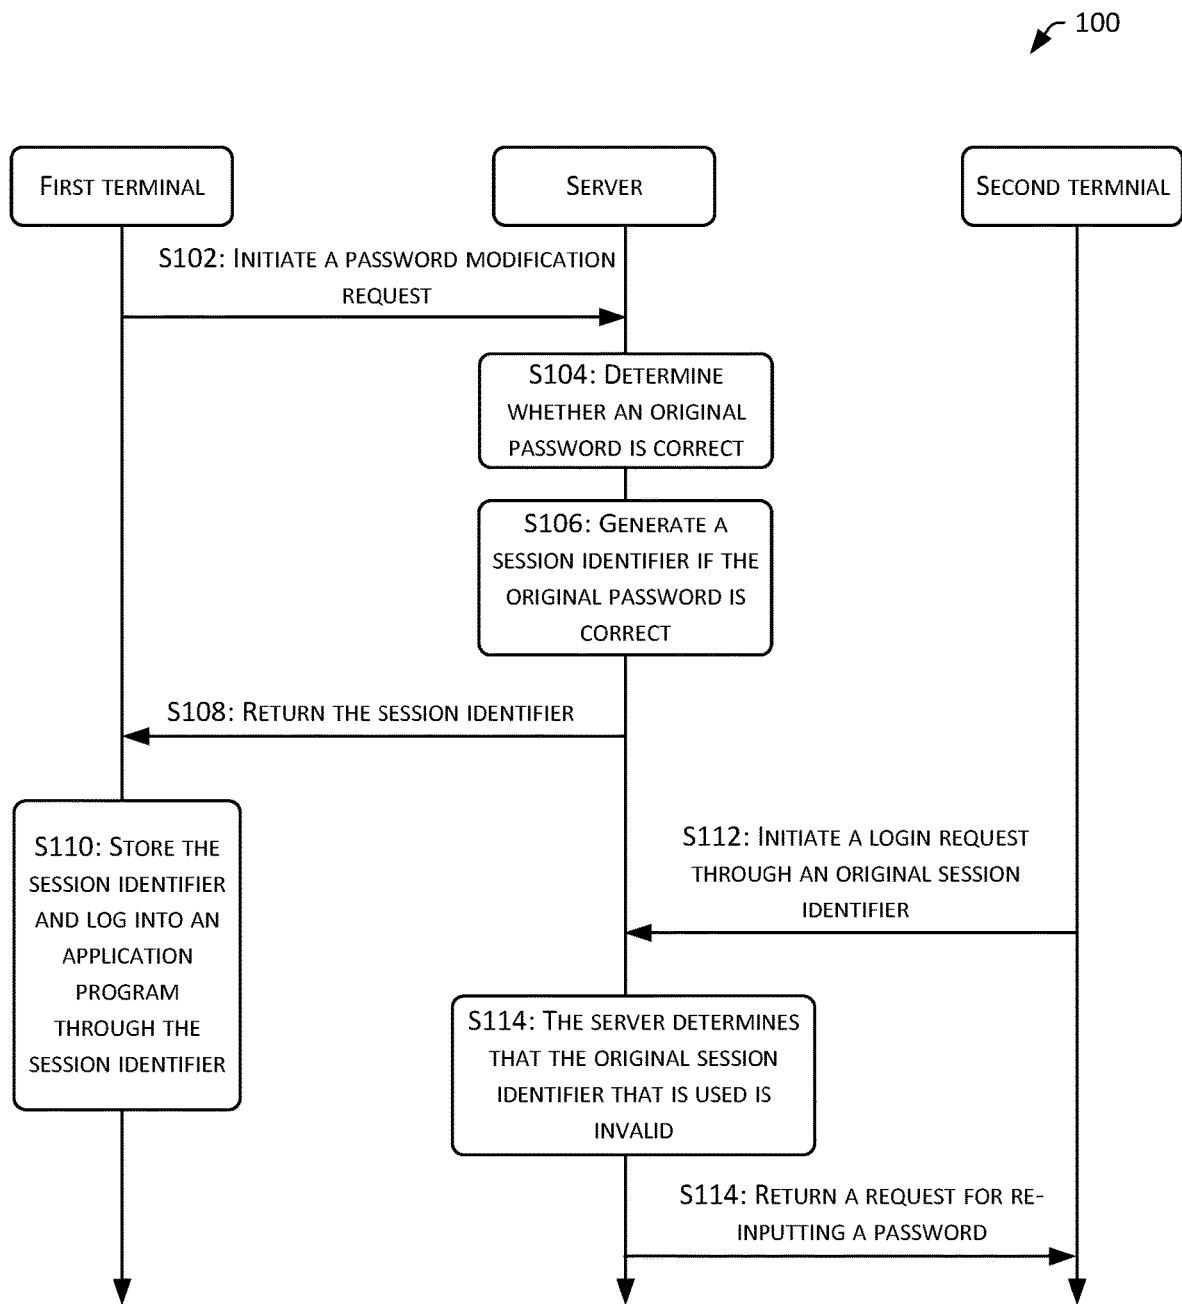 100
FIRST TERMINAL
SERVER
SECOND TERMNIAL
S102: INITIATE A PASSWORD MODIFICATION
REQUEST
S104: DETERMINE
WHETHER AN ORIGINAL
PASSWORD IS CORRECT
S106: GENERATE A
SESSION IDENTIFIER IF THE
ORIGINAL PASSWORD IS
CORRECT
S108: RETURN THE SESSION IDENTIFIER
S110: STORE THE
SESSION IDENTIFIER
AND LOG INTO AN
APPLICATION
PROGRAM
THROUGH THE
SESSION IDENTIFIER
S112: INITIATE A LOGIN REQUEST
THROUGH AN ORIGINAL SESSION
IDENTIFIER
S114: THE SERVER DETERMINES
THAT THE ORIGINAL SESSION
IDENTIFIER THAT IS USED IS
INVALID
S114: RETURN A REQUEST FOR RE-
INPUTTING A PASSWORD